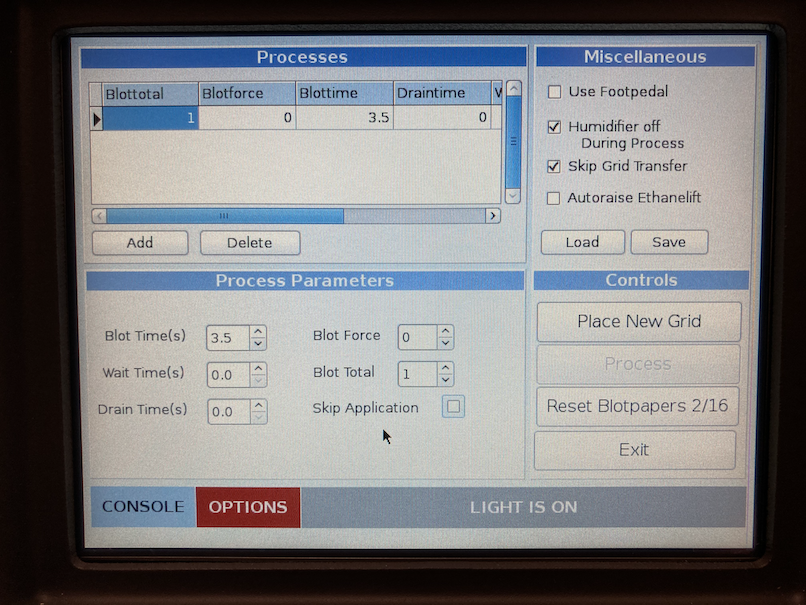 Processes
Blottotal Blotforce Blottime Draintime W
1 0 3.5 0
Add Delete
Miscellaneous
Use Footpedal
Humidifier off
During Process
Skip Grid Transfer
Autoraise Ethanelift
Load Save
Process Parameters
Blot Time(s) 3.5 Blot Force 0
Wait Time(s) 0.0 Blot Total 1
Drain Time(s) 0.0 Skip Application
Controls
Place New Grid
Process
Reset Blotpapers 2/16
Exit
CONSOLE OPTIONS LIGHT IS ON